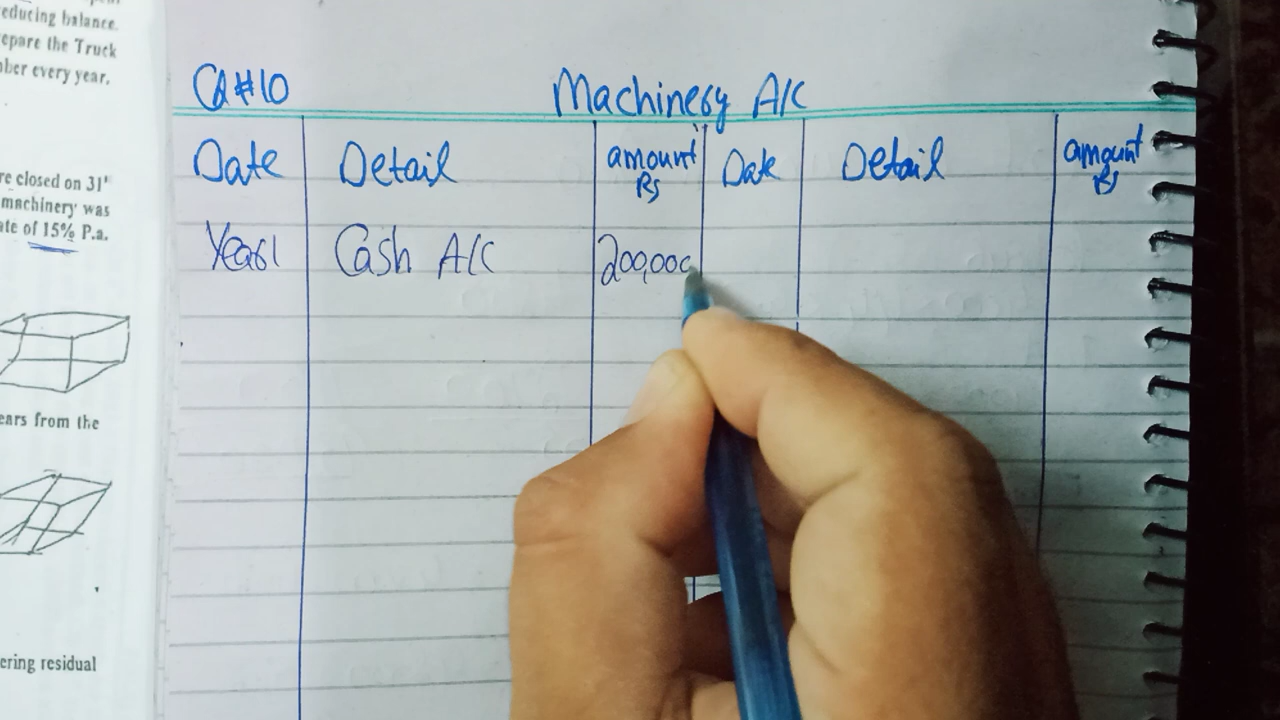 educing balance.
epare the Truck
ber every year.
re closed on 31'
machinery was
ate of 15% P.a.
ears from the
ering residual
Q#10 Machinery A/C
Date Detail amount Rs Date Detail amount Rs
Year1 Cash A/C 200,000